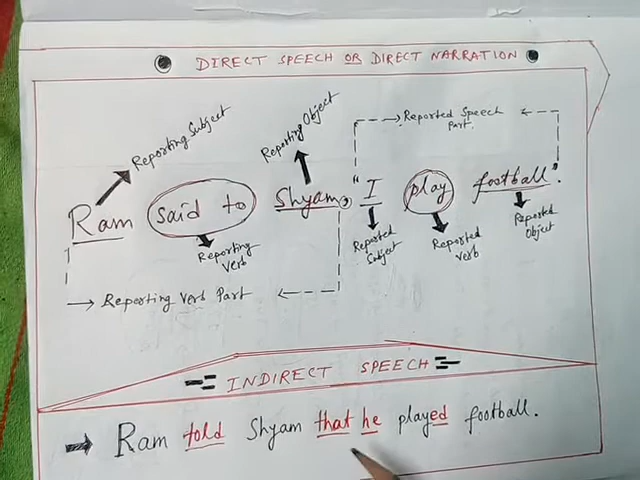 DIRECT SPEECH OR DIRECT NARRATION
Reporting Subject
Reporting Object
Reported Speech
Part.
Ram said to Shyam, "I play football".
Reporting
Verb
Reported
Subject
Reported
Verb
Reported
Object
Reporting Verb Part
INDIRECT SPEECH
Ram told Shyam that he played football.